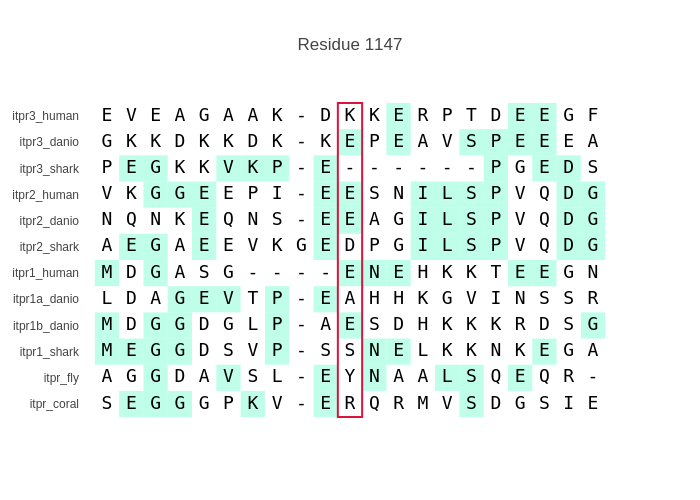 Residue 1147
itpr3_human E V E A G A A K - D K K E R P T D E E G F
itpr3_danio G K K D K K D K - K E P E A V S P E E E A
itpr3_shark P E G K K V K P - E - - - - - - P G E D S
itpr2_human V K G G E E P I - E E S N I L S P V Q D G
itpr2_danio N Q N K E Q N S - E E A G I L S P V Q D G
itpr2_shark A E G A E E V K G E D P G I L S P V Q D G
itpr1_human M D G A S G - - - - E N E H K K T E E G N
itpr1a_danio L D A G E V T P - E A H H K G V I N S S R
itpr1b_danio M D G G D G L P - A E S D H K K K R D S G
itpr1_shark M E G G D S V P - S S N E L K K N K E G A
itpr_fly A G G D A V S L - E Y N A A L S Q E Q R -
itpr_coral S E G G G P K V - E R Q R M V S D G S I E